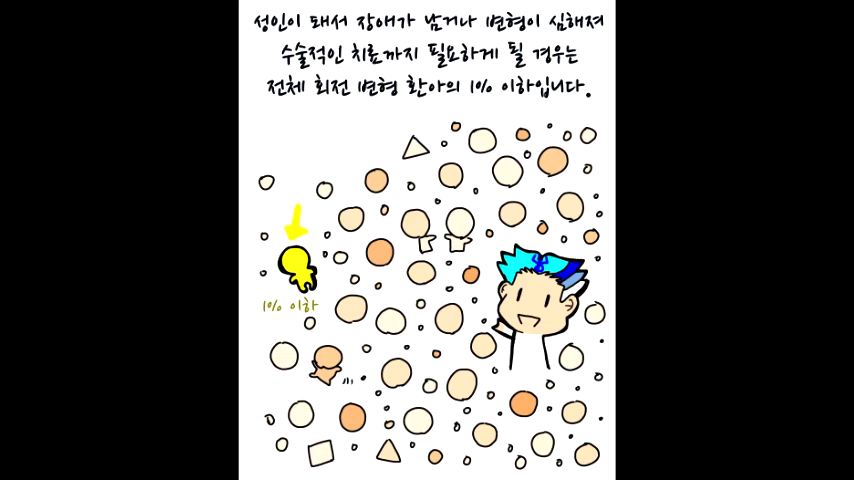 성인이 돼서 장애가 남거나 변형이 심해져
수술적인 치료까지 필요하게 될 경우는
전체 회전 변형 환아의 1% 이하입니다.
1% 이하